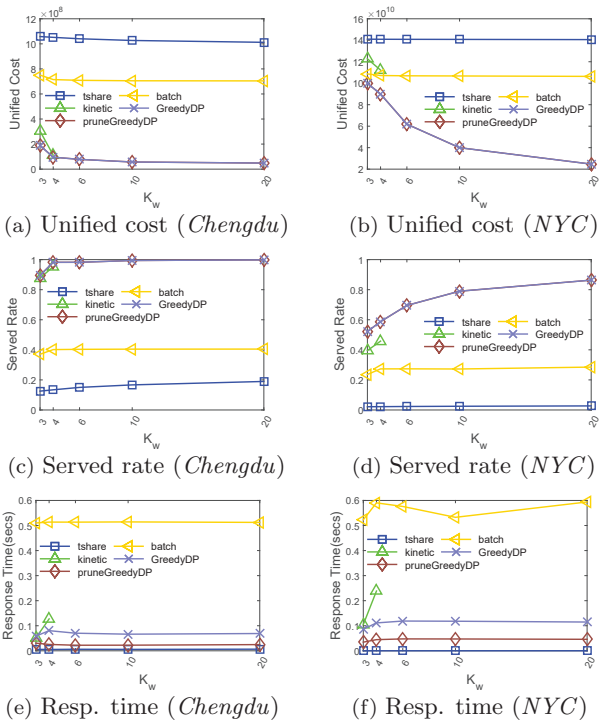 ×10^8
12
10
8
6
4
2
0
Unified Cost
tshare
batch
kinetic
GreedyDP
pruneGreedyDP
3
4
6
10
20
K_w
(a) Unified cost (Chengdu)
×10^10
16
14
12
10
8
6
4
2
Unified Cost
tshare
batch
kinetic
GreedyDP
pruneGreedyDP
3
4
6
10
20
K_w
(b) Unified cost (NYC)
1
0.8
0.6
0.4
0.2
0
Served Rate
tshare
batch
kinetic
GreedyDP
pruneGreedyDP
3
4
6
10
20
K_w
(c) Served rate (Chengdu)
1
0.8
0.6
0.4
0.2
0
Served Rate
tshare
batch
kinetic
GreedyDP
pruneGreedyDP
3
4
6
10
20
K_w
(d) Served rate (NYC)
0.6
0.5
0.4
0.3
0.2
0.1
0
Response Time(secs)
tshare
batch
kinetic
GreedyDP
pruneGreedyDP
3
4
6
10
20
K_w
(e) Resp. time (Chengdu)
0.6
0.5
0.4
0.3
0.2
0.1
0
Response Time(secs)
tshare
batch
kinetic
GreedyDP
pruneGreedyDP
3
4
6
10
20
K_w
(f) Resp. time (NYC)